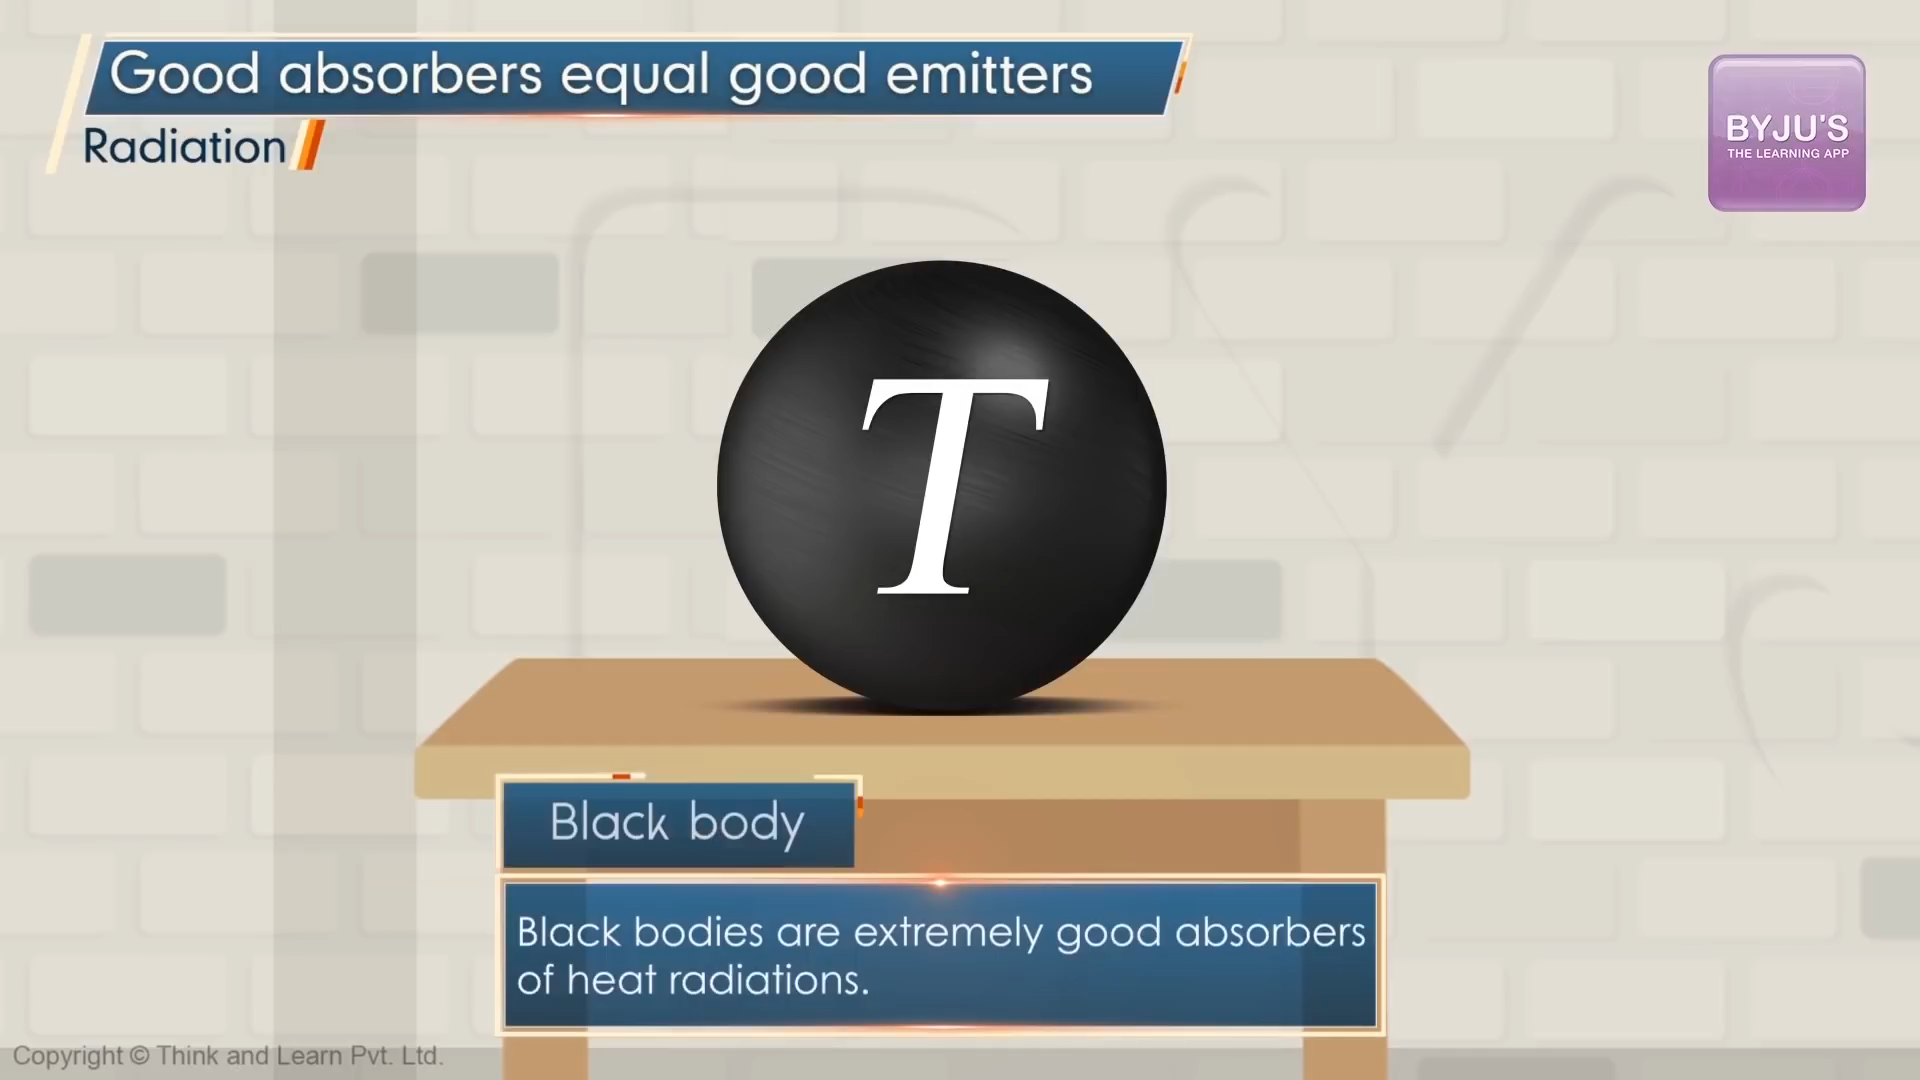 Good absorbers equal good emitters
Radiation
BYJU'S
THE LEARNING APP
T
Black body
Black bodies are extremely good absorbers
of heat radiations.
Copyright © Think and Learn Pvt. Ltd.